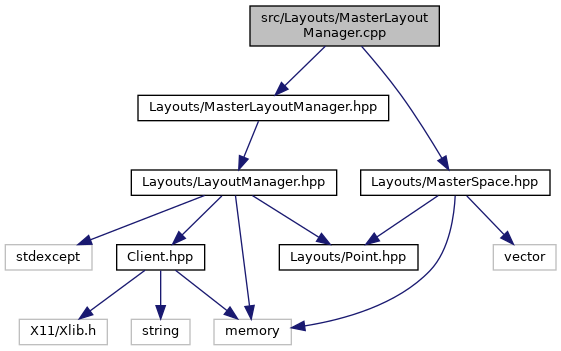 src/Layouts/MasterLayout
Manager.cpp
Layouts/MasterLayoutManager.hpp
Layouts/LayoutManager.hpp
Layouts/MasterSpace.hpp
stdexcept
Client.hpp
Layouts/Point.hpp
vector
X11/Xlib.h
string
memory